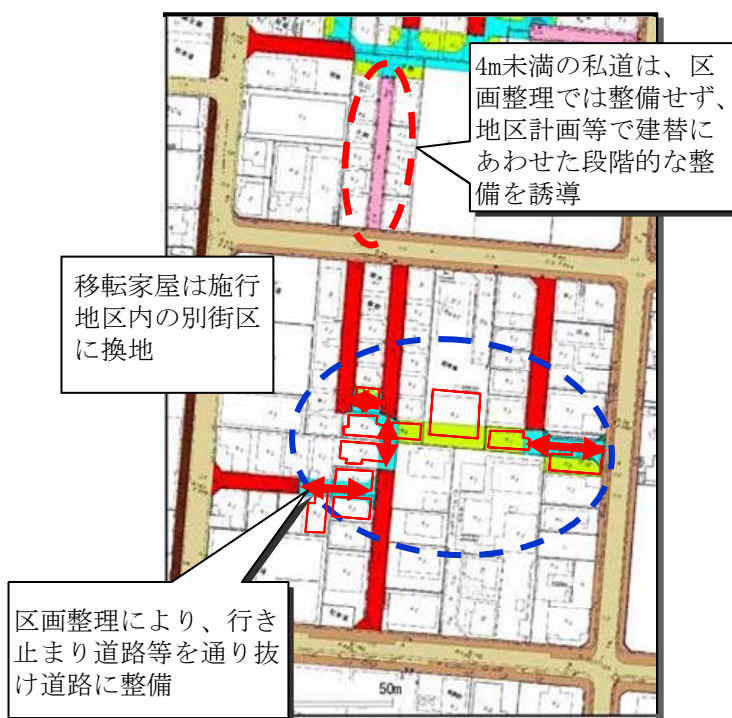 4m未満の私道は、区
画整理では整備せず、
地区計画等で建替に
あわせた段階的な整
備を誘導
移転家屋は施行
地区内の別街区
に換地
区画整理により、行き
止まり道路等を通り抜
け道路に整備
50m